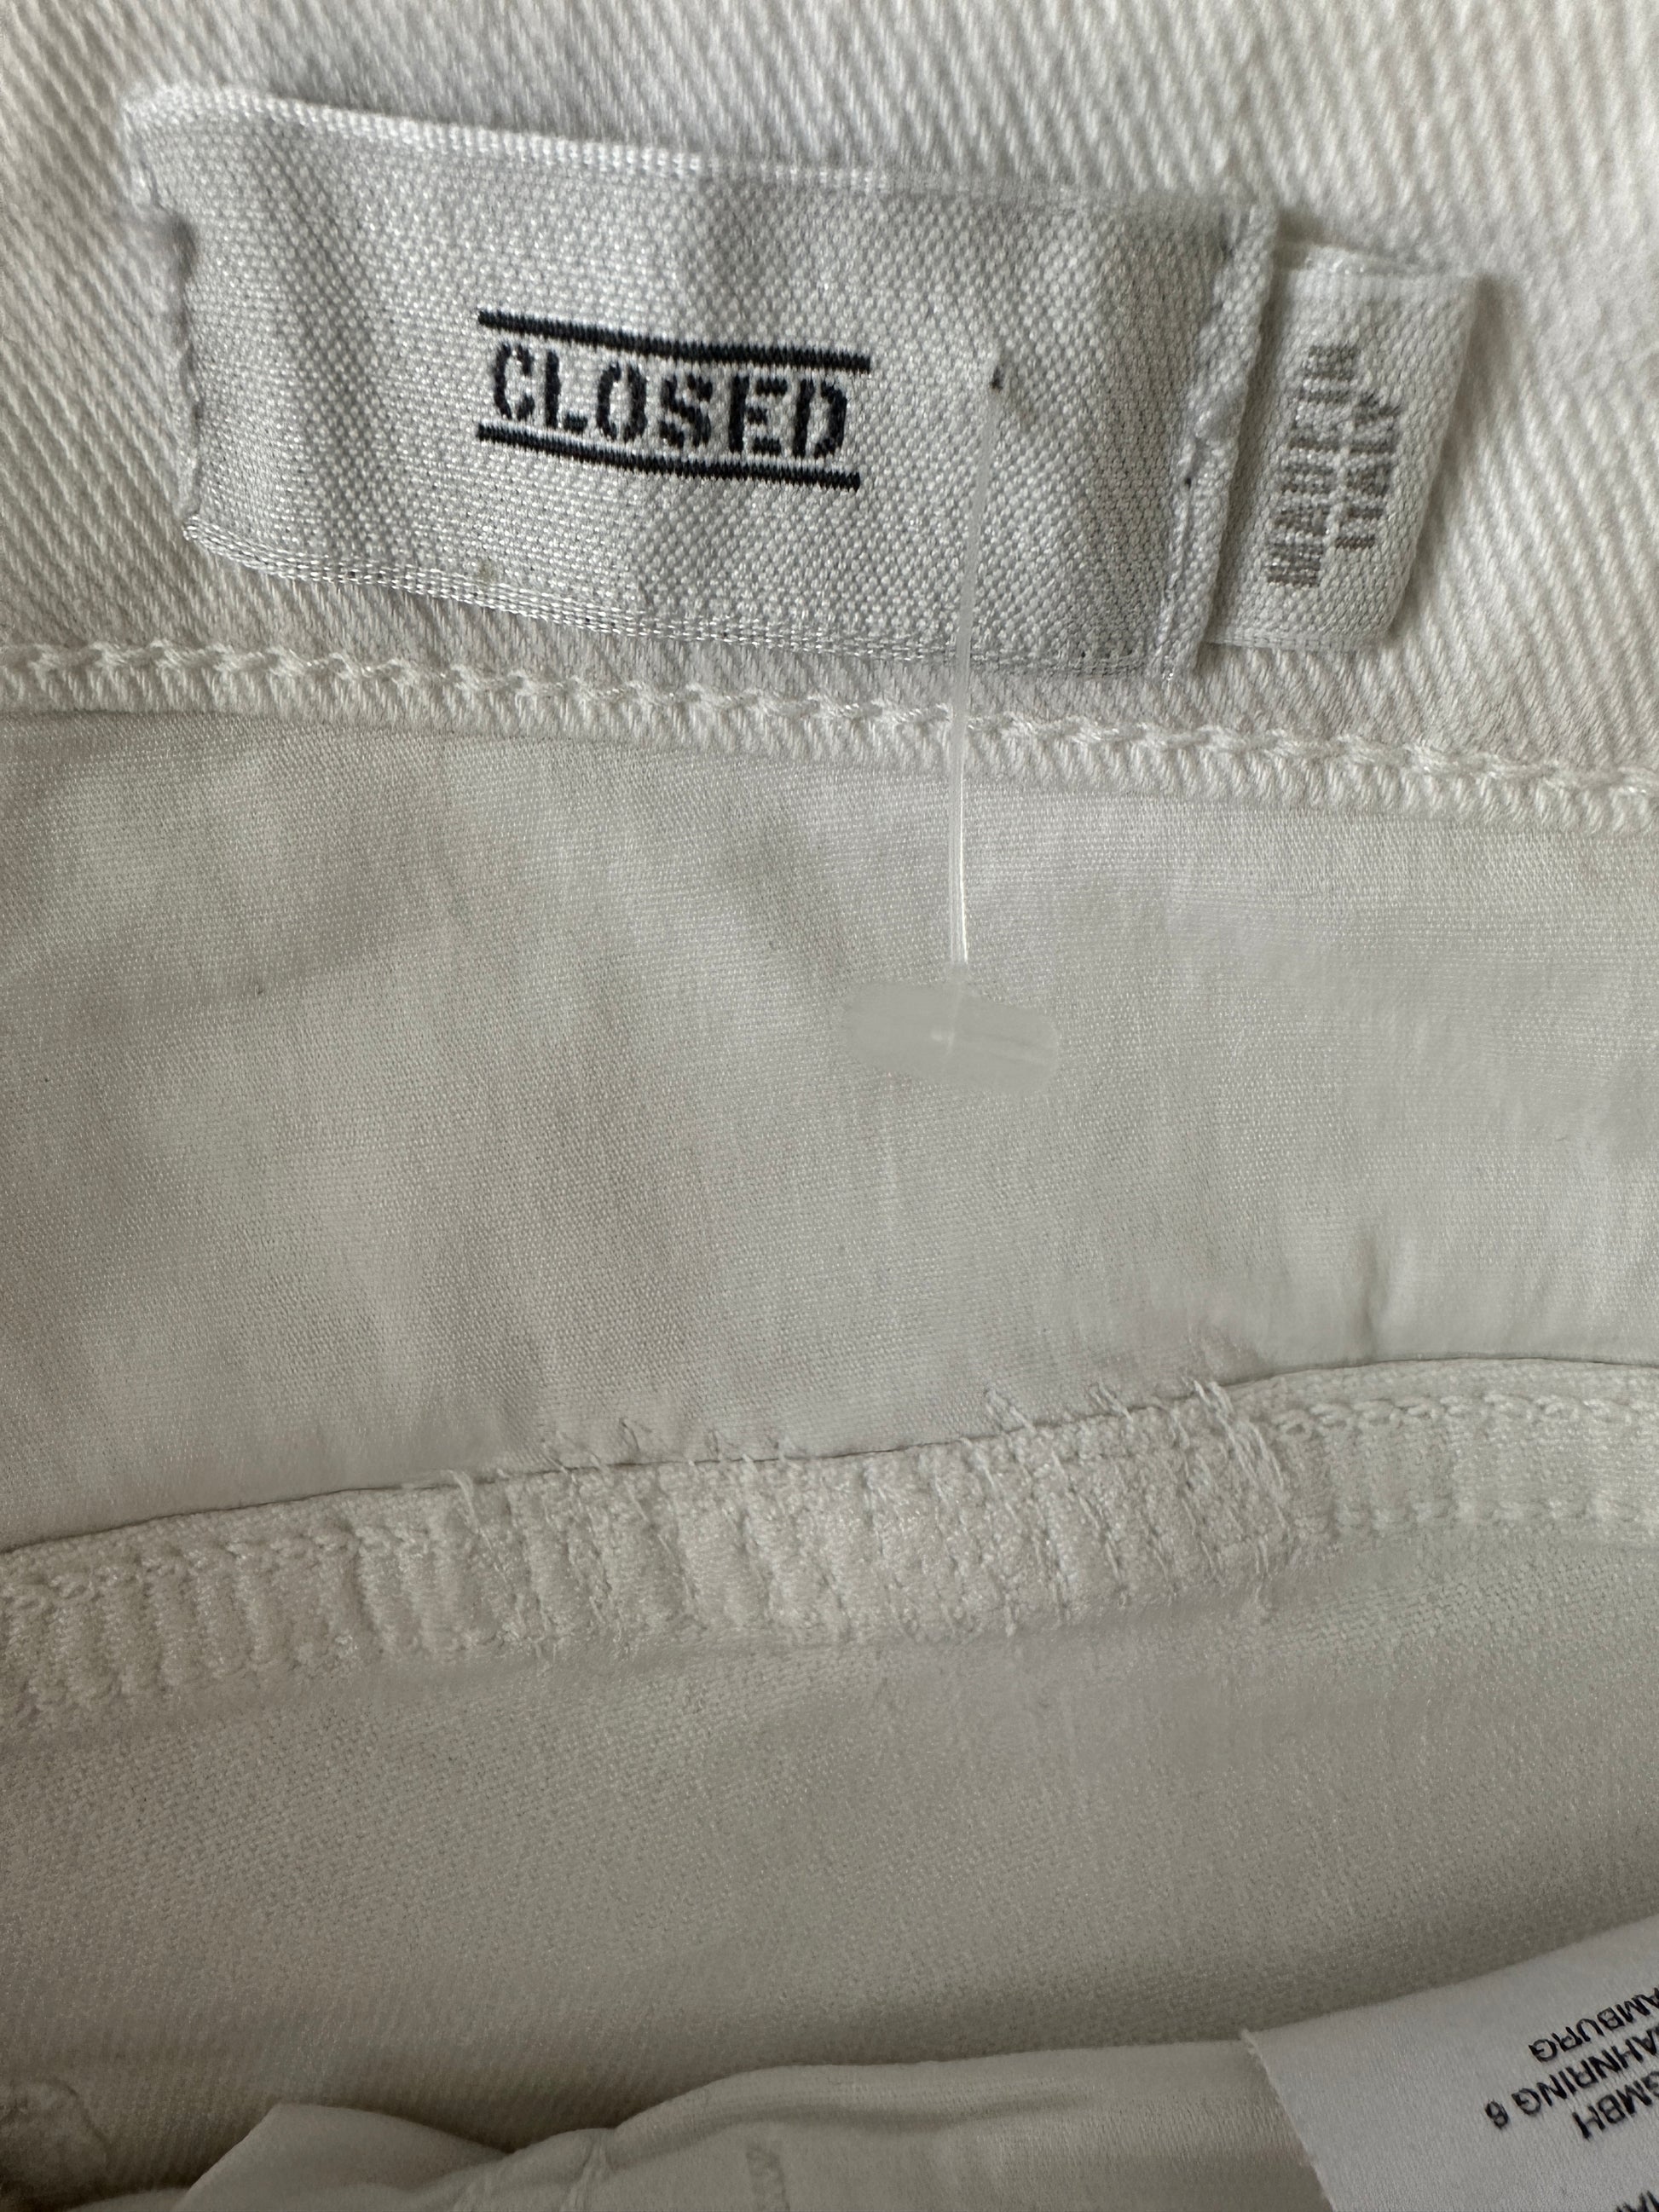 CLOSED
MADE IN
ITALY
GMBH
AHNRING 6
AMBURG